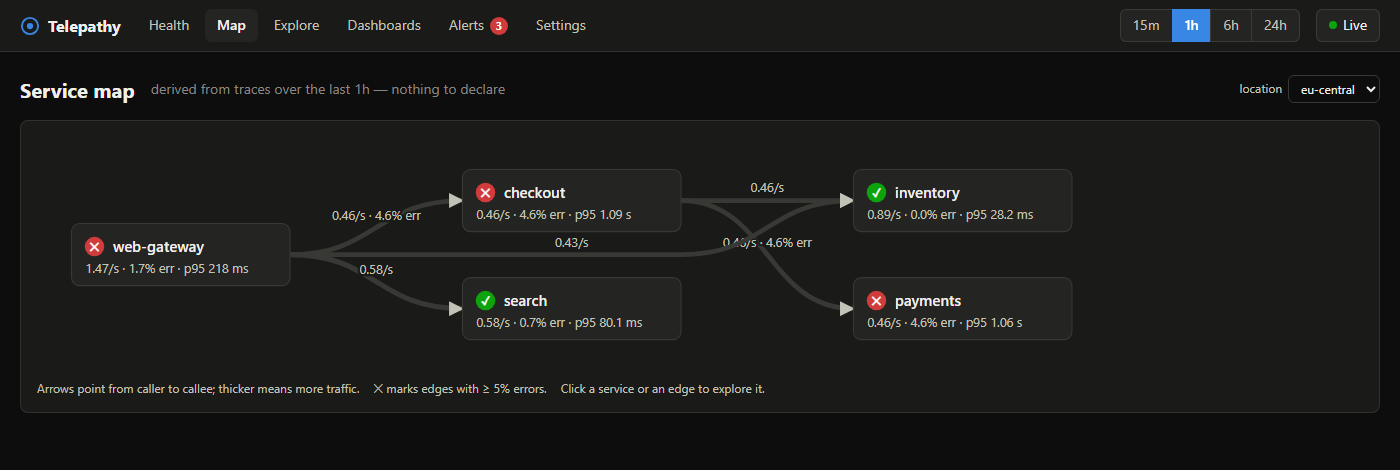 Telepathy Health Map Explore Dashboards Alerts 3 Settings 15m 1h 6h 24h Live
Service map derived from traces over the last 1h — nothing to declare location eu-central
checkout
0.46/s · 4.6% err · p95 1.09 s
0.46/s
inventory
0.89/s · 0.0% err · p95 28.2 ms
0.46/s · 4.6% err
web-gateway
1.47/s · 1.7% err · p95 218 ms
0.43/s
0.46/s · 4.6% err
0.58/s
search
0.58/s · 0.7% err · p95 80.1 ms
payments
0.46/s · 4.6% err · p95 1.06 s
Arrows point from caller to callee; thicker means more traffic. ✕ marks edges with ≥ 5% errors. Click a service or an edge to explore it.